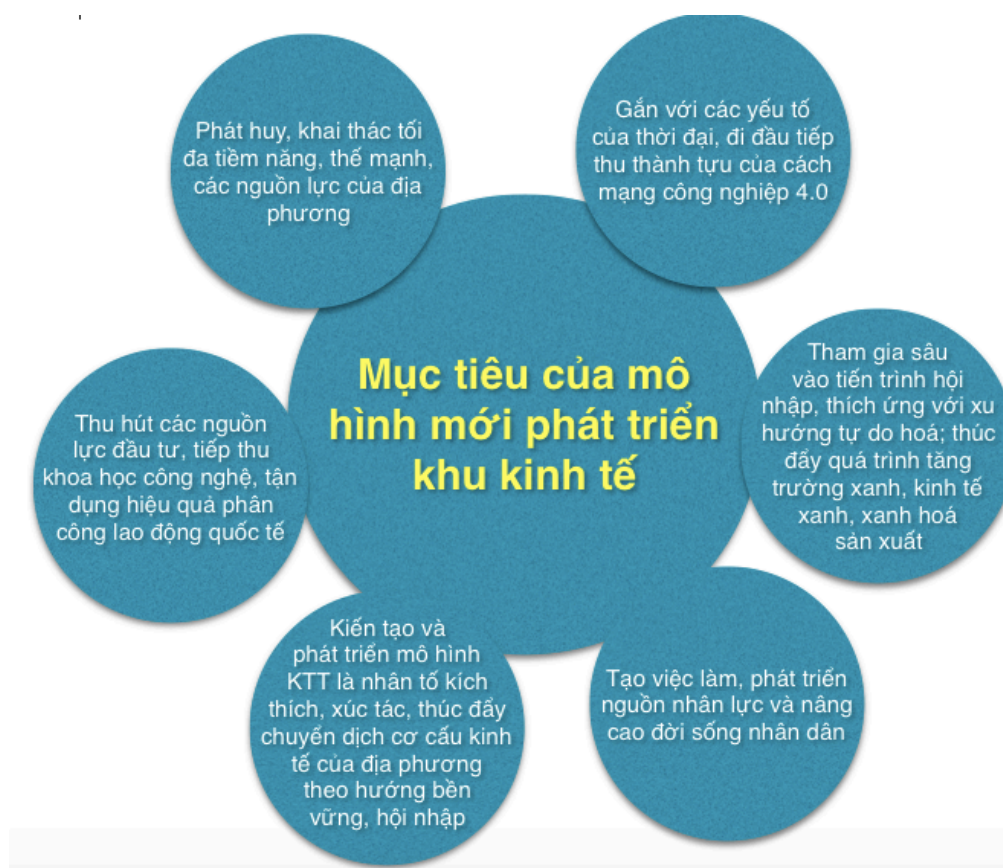 Phát huy, khai thác tối
đa tiềm năng, thế mạnh,
các nguồn lực của địa
phương
Gắn với các yếu tố
của thời đại, đi đầu tiếp
thu thành tựu của cách
mạng công nghiệp 4.0
Mục tiêu của mô
hình mới phát triển
khu kinh tế
Tham gia sâu
vào tiến trình hội
nhập, thích ứng với xu
hướng tự do hoá; thúc
đẩy quá trình tăng
trường xanh, kinh tế
xanh, xanh hoá
sản xuất
Thu hút các nguồn
lực đầu tư, tiếp thu
khoa học công nghệ, tận
dụng hiệu quả phân
công lao động quốc tế
Kiến tạo và
phát triển mô hình
KTT là nhân tố kích
thích, xúc tác, thúc đẩy
chuyển dịch cơ cấu kinh
tế của địa phương
theo hướng bền
vững, hội nhập
Tạo việc làm, phát triển
nguồn nhân lực và nâng
cao đời sống nhân dân